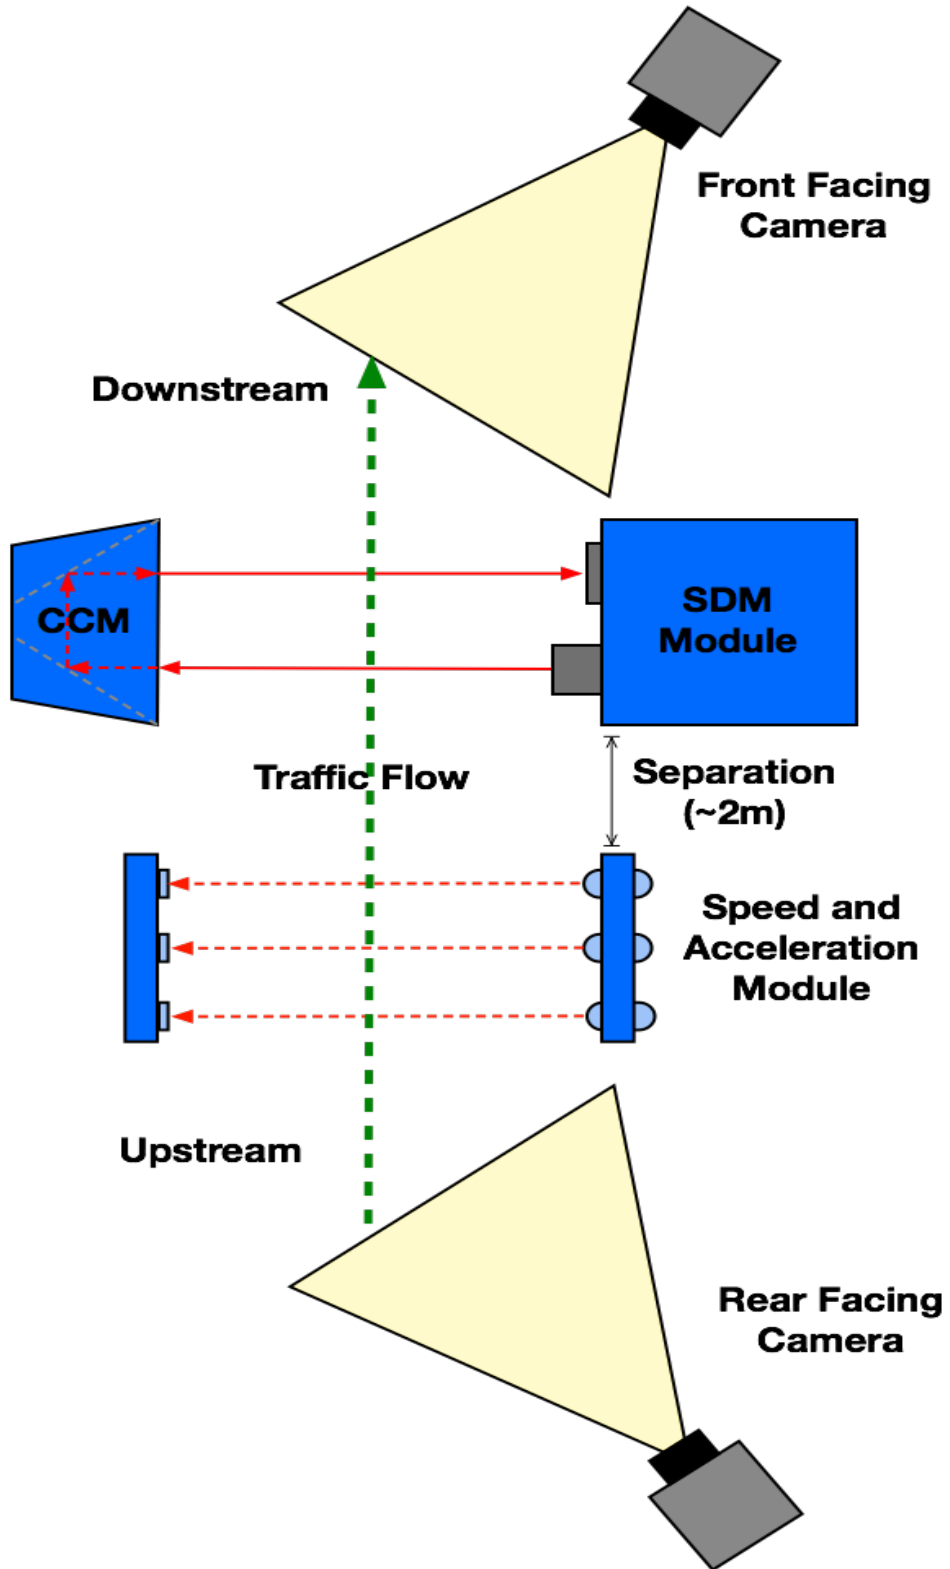 Front Facing
Camera
Downstream
CCM
SDM
Module
Traffic Flow
Separation
(~2m)
Speed and
Acceleration
Module
Upstream
Rear Facing
Camera